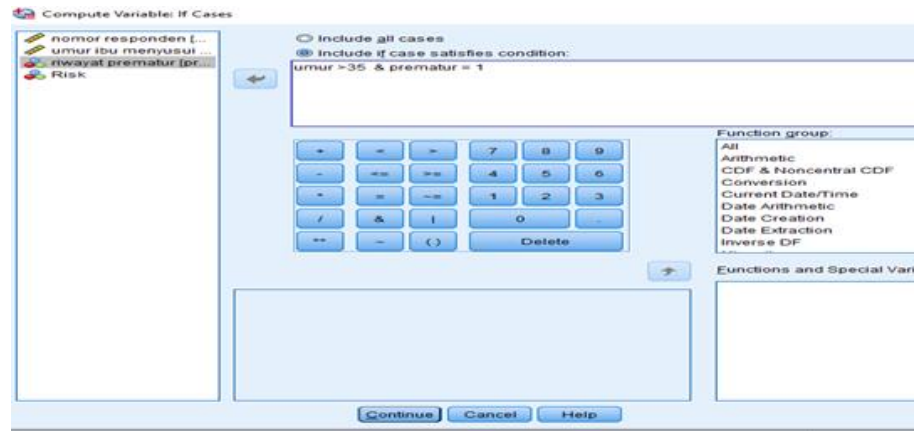 Compute Variable: If Cases
nomor responden [...
umur ibu menyusui ...
riwayat prematur [pr...
Risk
Include all cases
Include if case satisfies condition:
umur >35 & prematur = 1
+ < > 7 8 9
- <= >= 4 5 6
* = ~= 1 2 3
/ & | 0 .
** ~ ( ) Delete
Function group:
All
Arithmetic
CDF & Noncentral CDF
Conversion
Current Date/Time
Date Arithmetic
Date Creation
Date Extraction
Inverse DF
Functions and Special Vari
Continue Cancel Help